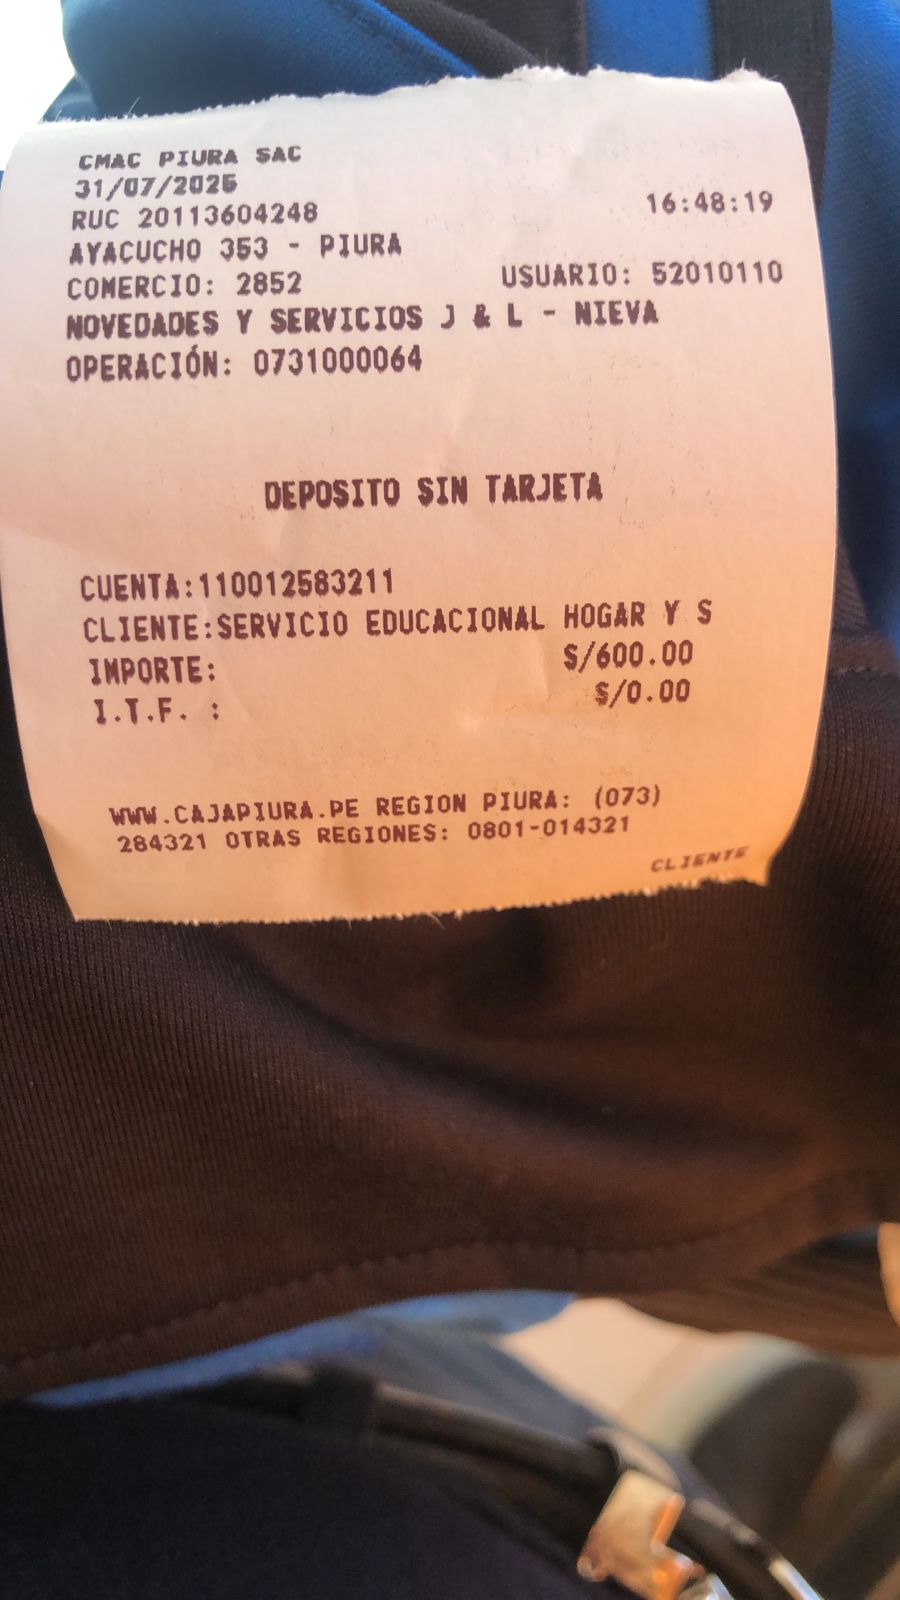 CMAC PIURA SAC
31/07/2025
RUC 20113604248 16:48:19
AYACUCHO 353 - PIURA
COMERCIO: 2852 USUARIO: 52010110
NOVEDADES Y SERVICIOS J & L - NIEVA
OPERACIÓN: 0731000064
DEPOSITO SIN TARJETA
CUENTA:110012583211
CLIENTE:SERVICIO EDUCACIONAL HOGAR Y S
IMPORTE: S/600.00
I.T.F. : S/0.00
WWW.CAJAPIURA.PE REGION PIURA: (073)
284321 OTRAS REGIONES: 0801-014321
CLIENTE